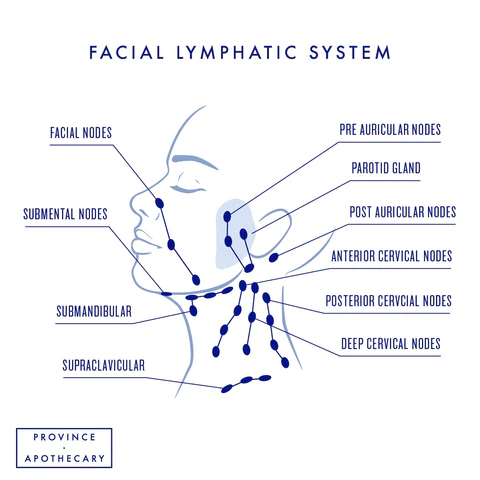 FACIAL LYMPHATIC SYSTEM
FACIAL NODES
PRE AURICULAR NODES
PAROTID GLAND
SUBMENTAL NODES
POST AURICULAR NODES
ANTERIOR CERVICAL NODES
POSTERIOR CERVCIAL NODES
SUBMANDIBULAR
DEEP CERVICAL NODES
SUPRACLAVICULAR
PROVINCE
•
APOTHECARY